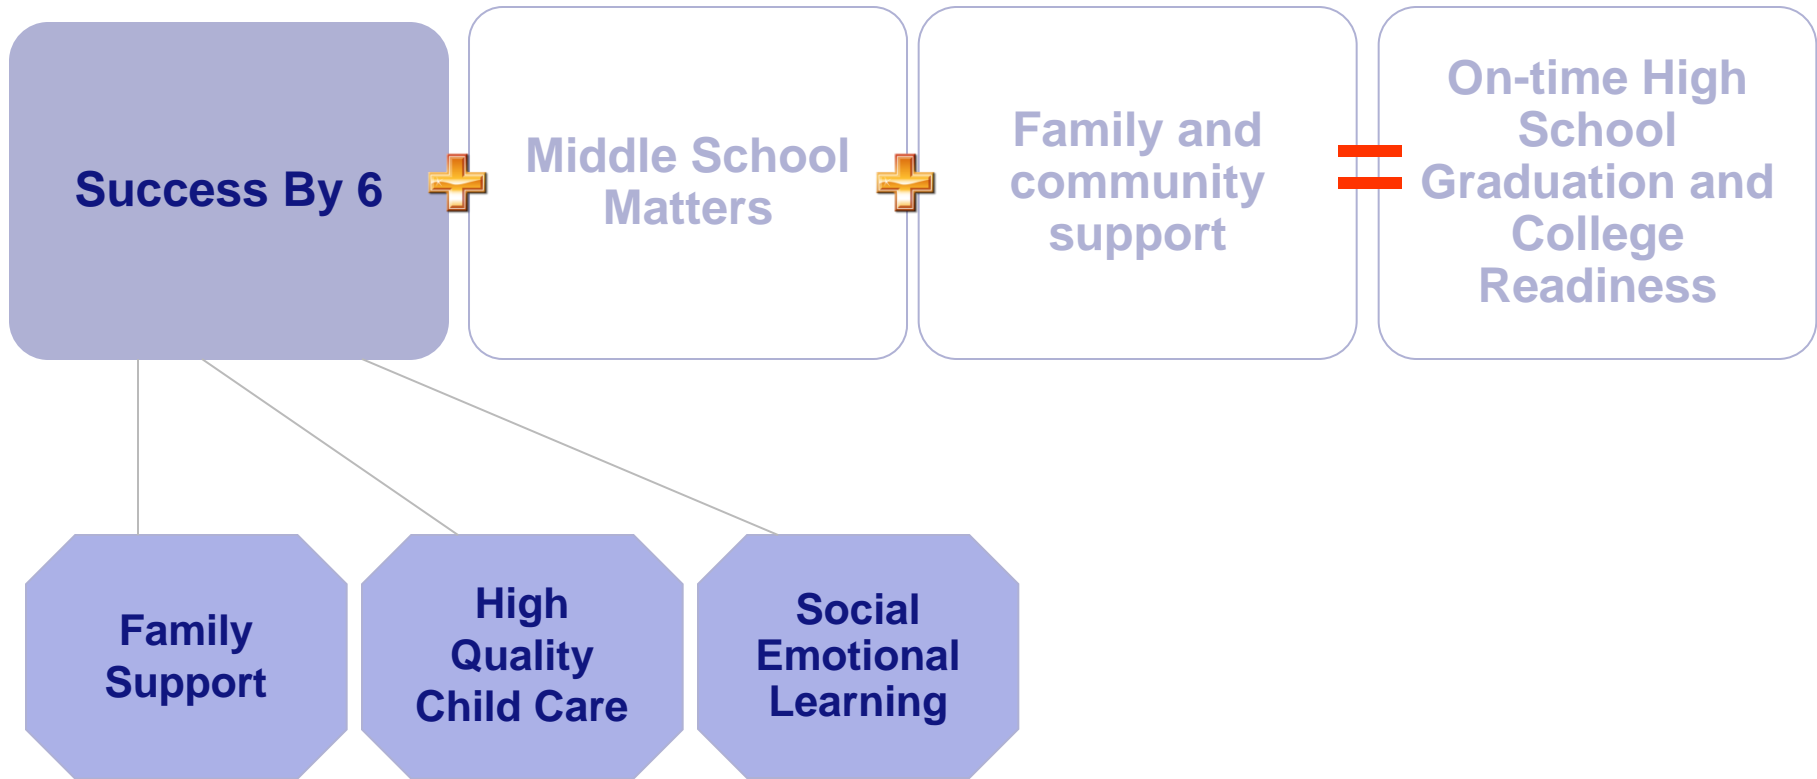 Success By 6
Middle School
Matters
Family and
community
support
On-time High
School
Graduation and
College
Readiness
Family
Support
High
Quality
Child Care
Social
Emotional
Learning